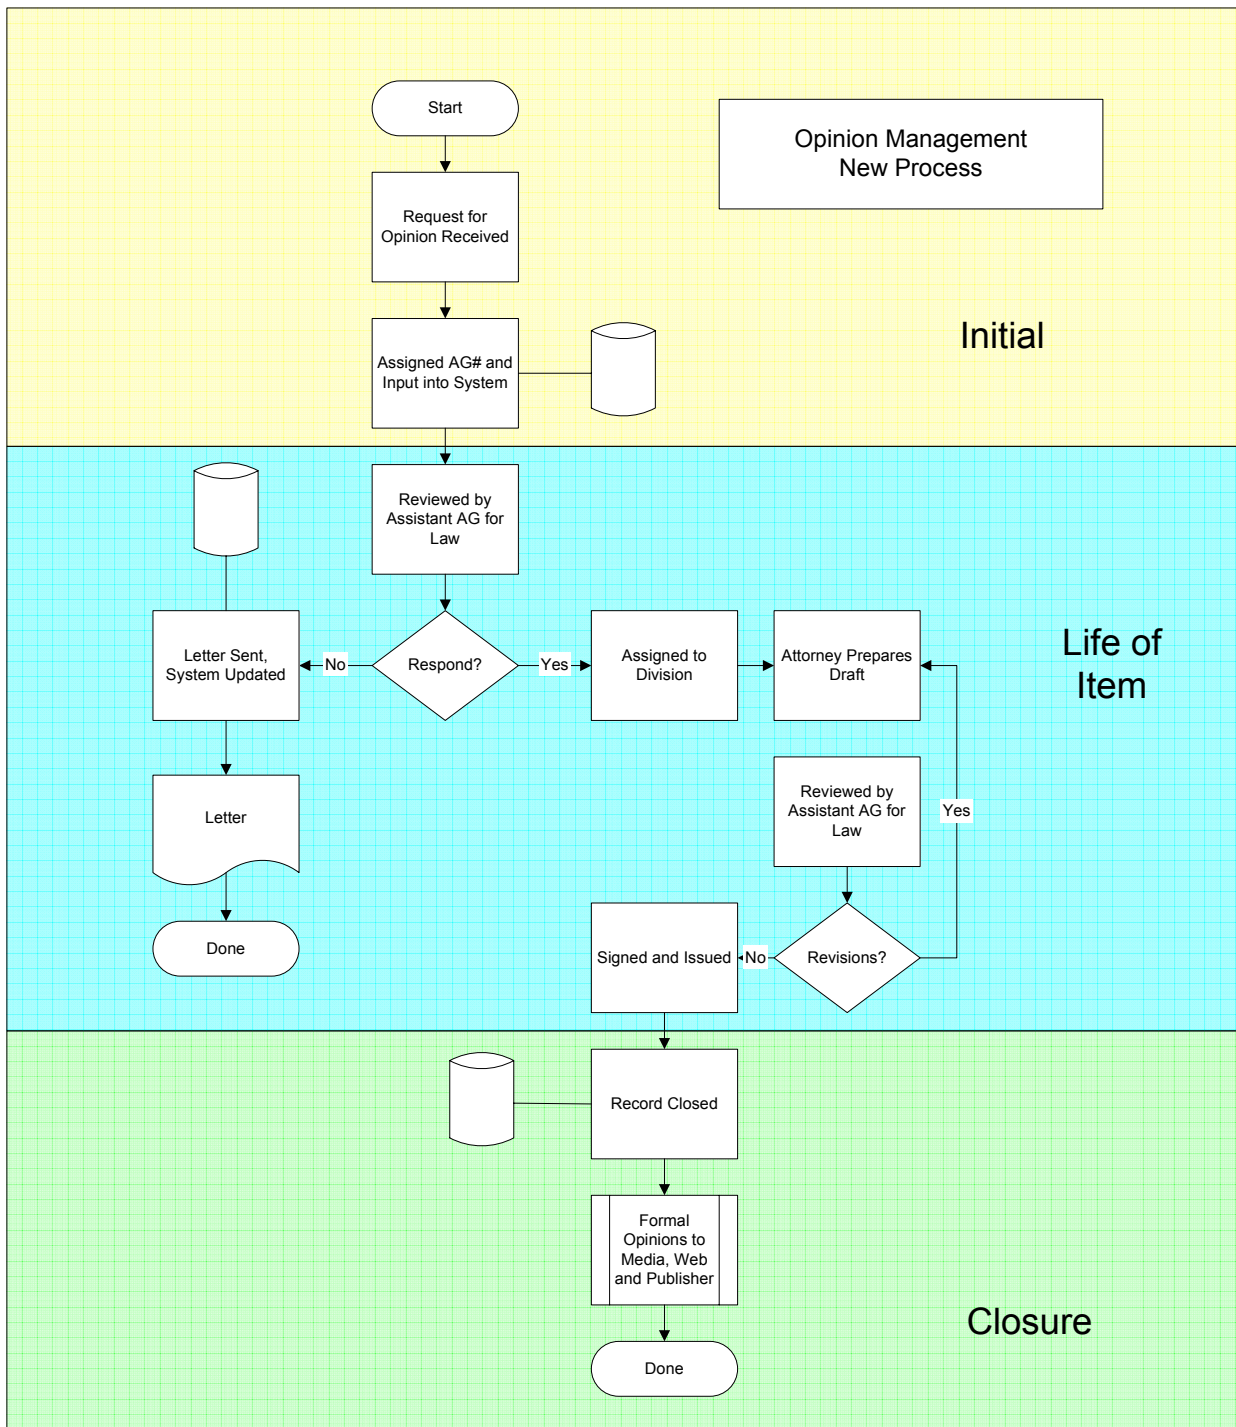 Start
Opinion Management
New Process
Request for
Opinion Received
Initial
Assigned AG# and
Input into System
Reviewed by
Assistant AG for
Law
Letter Sent,
System Updated
No
Respond?
Yes
Assigned to
Division
Attorney Prepares
Draft
Life of
Item
Letter
Reviewed by
Assistant AG for
Law
Yes
Done
Signed and Issued
No
Revisions?
Record Closed
Formal
Opinions to
Media, Web
and Publisher
Closure
Done